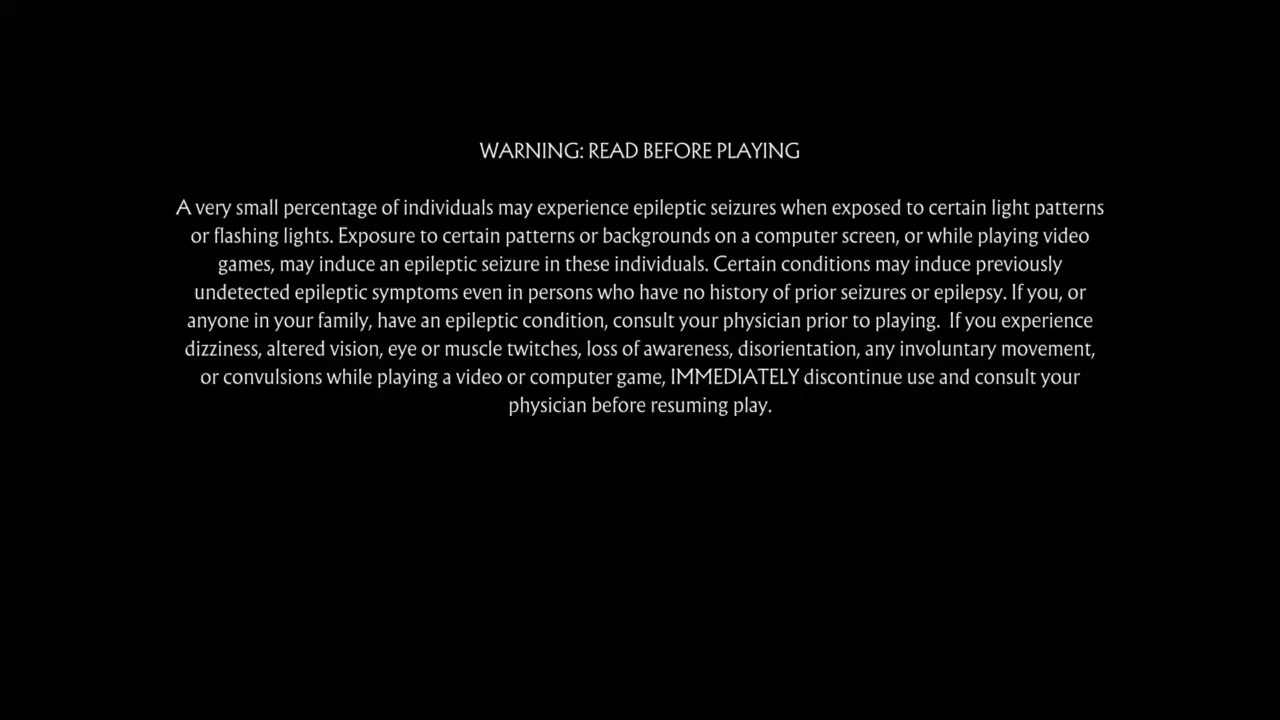 WARNING: READ BEFORE PLAYING
A very small percentage of individuals may experience epileptic seizures when exposed to certain light patterns
or flashing lights. Exposure to certain patterns or backgrounds on a computer screen, or while playing video
games, may induce an epileptic seizure in these individuals. Certain conditions may induce previously
undetected epileptic symptoms even in persons who have no history of prior seizures or epilepsy. If you, or
anyone in your family, have an epileptic condition, consult your physician prior to playing.  If you experience
dizziness, altered vision, eye or muscle twitches, loss of awareness, disorientation, any involuntary movement,
or convulsions while playing a video or computer game, IMMEDIATELY discontinue use and consult your
physician before resuming play.